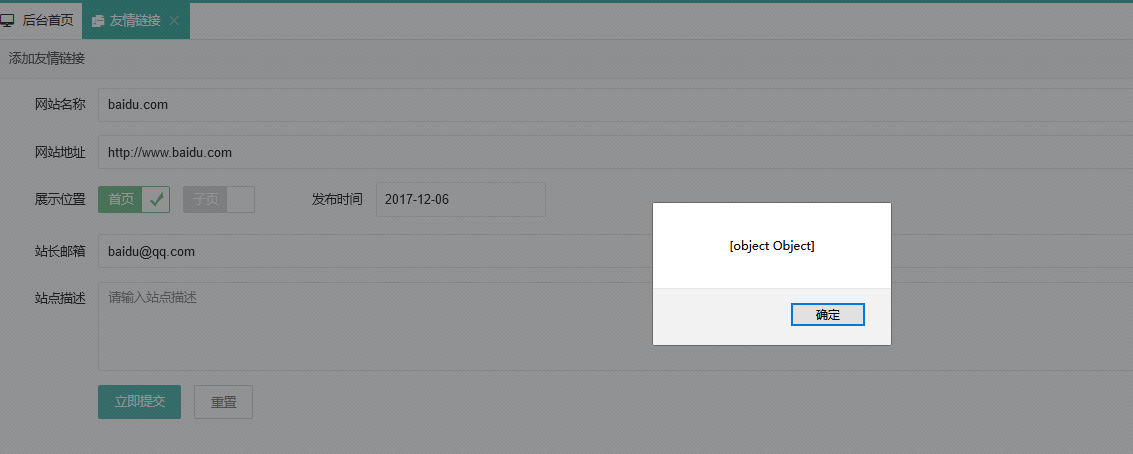 后台首页 友情链接
添加友情链接
网站名称 baidu.com
网站地址 http://www.baidu.com
展示位置 首页 子页 发布时间 2017-12-06
[object Object]
站长邮箱 baidu@qq.com
站点描述 请输入站点描述
确定
立即提交 重置